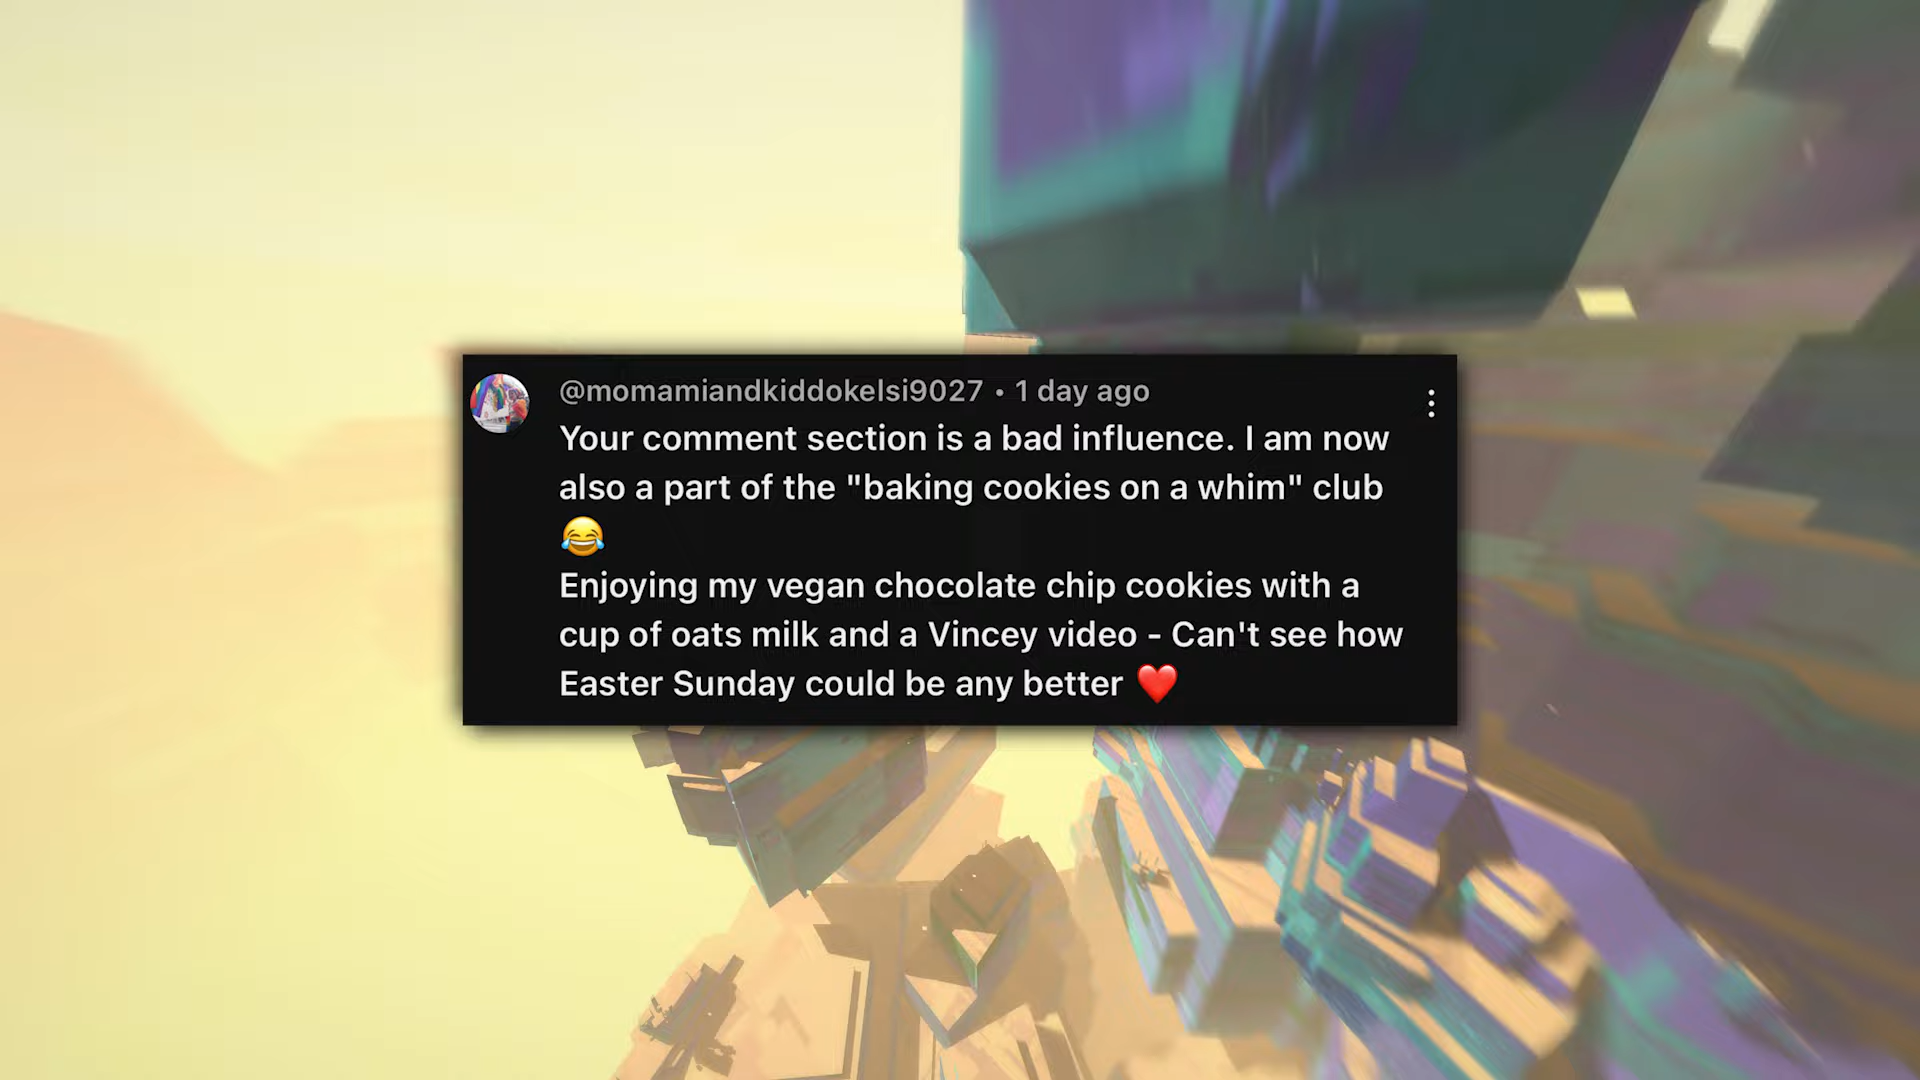 @momamiandkiddokelsi9027 • 1 day ago
Your comment section is a bad influence. I am now
also a part of the "baking cookies on a whim" club
😂
Enjoying my vegan chocolate chip cookies with a
cup of oats milk and a Vincey video - Can't see how
Easter Sunday could be any better ❤️